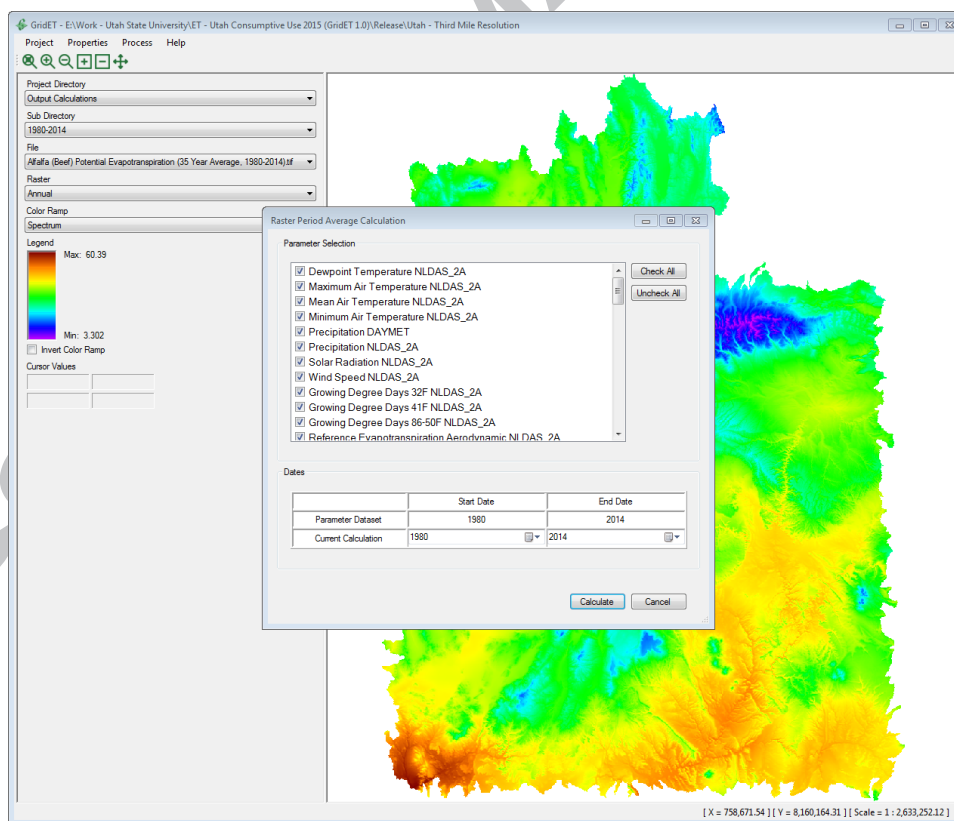 GridET - E:\Work - Utah State University\ET - Utah Consumptive Use 2015 (GridET 1.0)\Release\Utah - Third Mile Resolution
Project Properties Process Help
Project Directory
Output Calculations
Sub Directory
1980-2014
File
Alfalfa (Beef) Potential Evapotranspiration (35 Year Average, 1980-2014).tif
Raster
Annual
Color Ramp
Spectrum
Legend
Max: 60.39
Min: 3.302
Invert Color Ramp
Cursor Values
Raster Period Average Calculation
Parameter Selection
Dewpoint Temperature NLDAS_2A
Maximum Air Temperature NLDAS_2A
Mean Air Temperature NLDAS_2A
Minimum Air Temperature NLDAS_2A
Precipitation DAYMET
Precipitation NLDAS_2A
Solar Radiation NLDAS_2A
Wind Speed NLDAS_2A
Growing Degree Days 32F NLDAS_2A
Growing Degree Days 41F NLDAS_2A
Growing Degree Days 86-50F NLDAS_2A
Reference Evapotranspiration Aerodynamic NLDAS_2A
Check All
Uncheck All
Dates
Start Date End Date
Parameter Dataset 1980 2014
Current Calculation 1980 2014
Calculate Cancel
[ X = 758,671.54 ] [ Y = 8,160,164.31 ] [ Scale = 1 : 2,633,252.12 ]